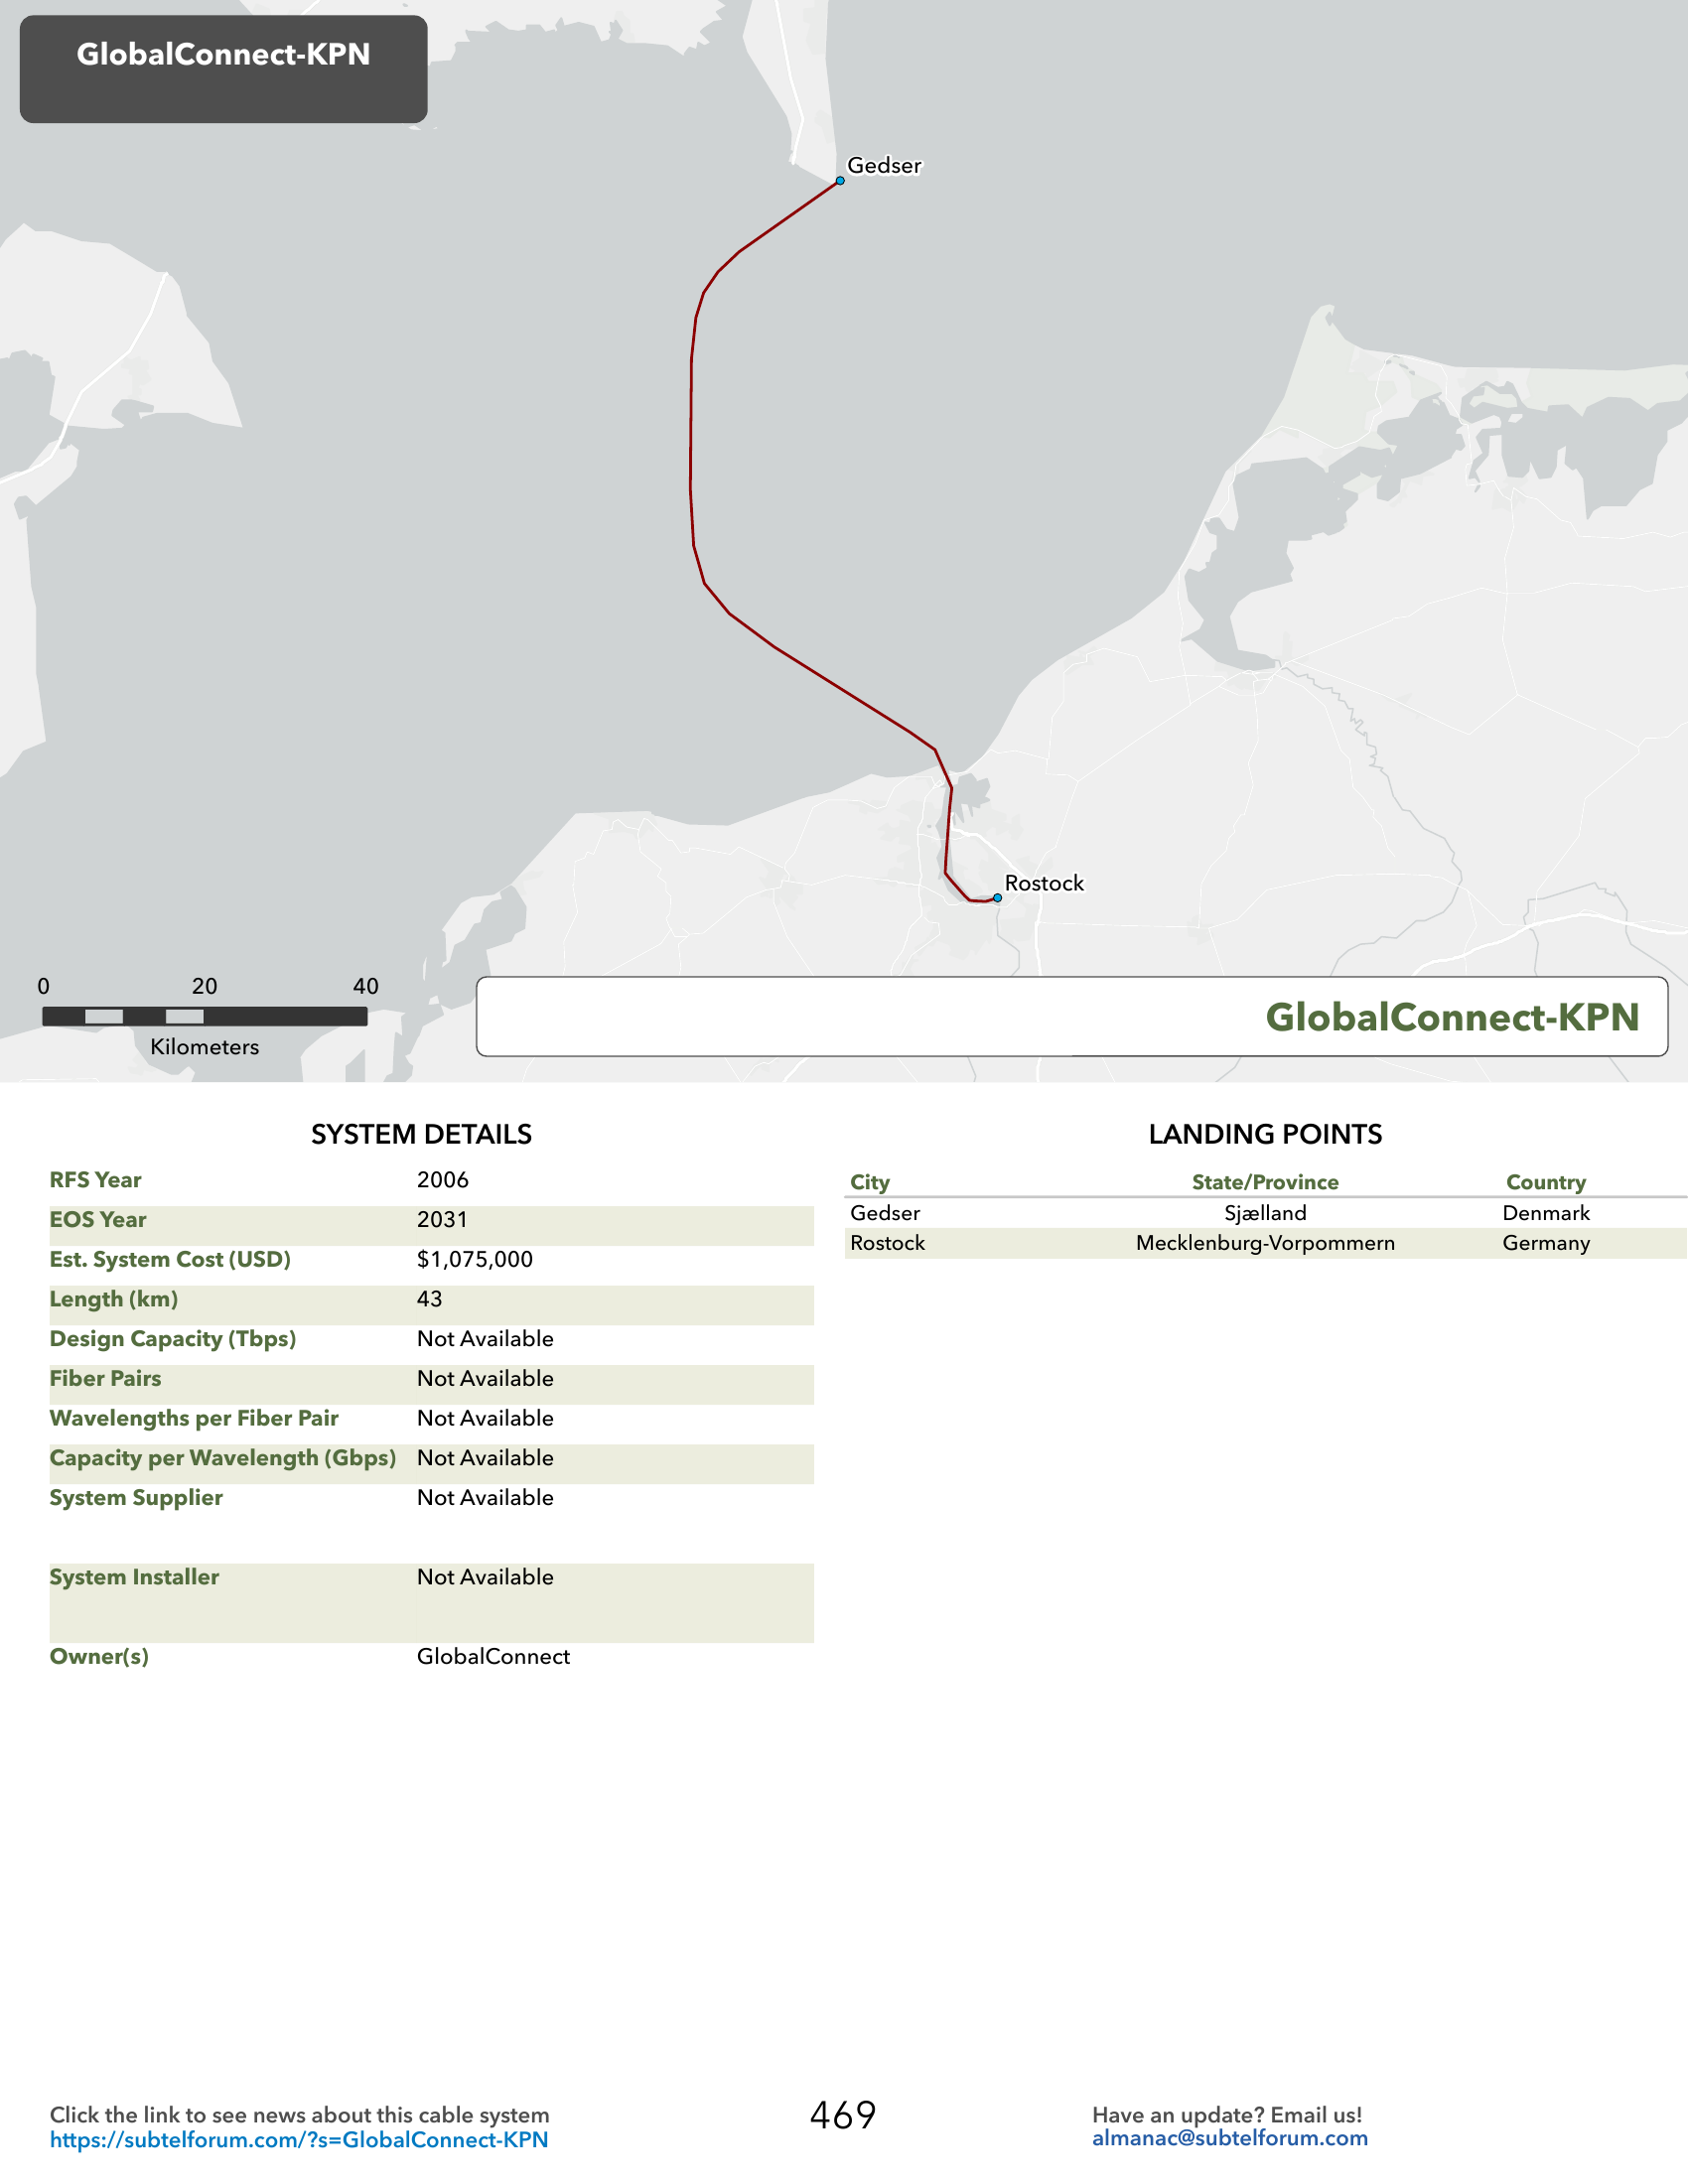 GlobalConnect-KPN
Gedser
Rostock
0 20 40
Kilometers
GlobalConnect-KPN
SYSTEM DETAILS
RFS Year 2006
EOS Year 2031
Est. System Cost (USD) $1,075,000
Length (km) 43
Design Capacity (Tbps) Not Available
Fiber Pairs Not Available
Wavelengths per Fiber Pair Not Available
Capacity per Wavelength (Gbps) Not Available
System Supplier Not Available
System Installer Not Available
Owner(s) GlobalConnect
LANDING POINTS
City State/Province Country
Gedser Sjælland Denmark
Rostock Mecklenburg-Vorpommern Germany
Click the link to see news about this cable system
https://subtelforum.com/?s=GlobalConnect-KPN
469
Have an update? Email us!
almanac@subtelforum.com